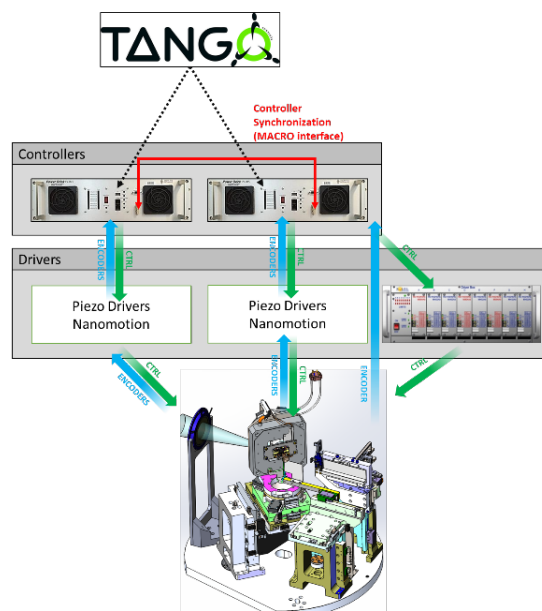 TANGO
Controller
Synchronization
(MACRO interface)
Controllers
ENCODERS
CTRL
ENCODERS
CTRL
CTRL
Drivers
Piezo Drivers
Nanomotion
Piezo Drivers
Nanomotion
CTRL
ENCODERS
ENCODERS
CTRL
ENCODER
CTRL